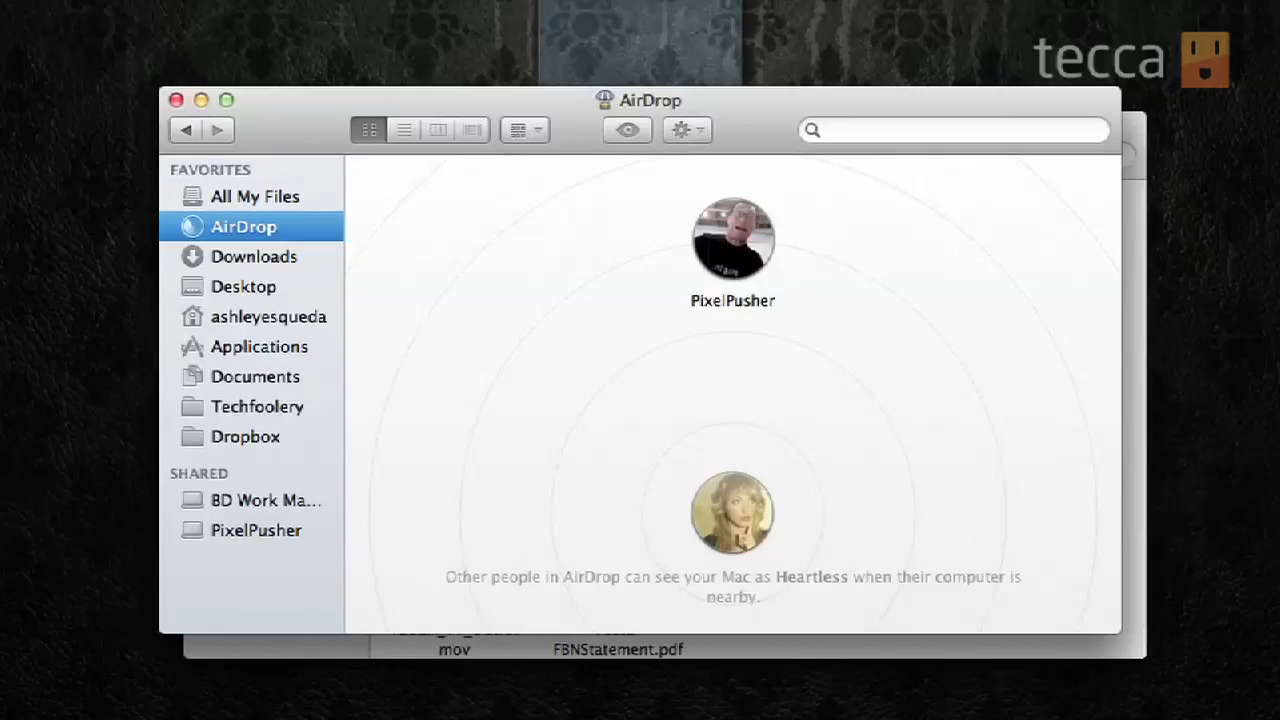 tecca
AirDrop
FAVORITES
All My Files
AirDrop
Downloads
Desktop
ashleyesqueda
Applications
Documents
Techfoolery
Dropbox
SHARED
BD Work Ma...
PixelPusher
PixelPusher
Other people in AirDrop can see your Mac as Heartless when their computer is
nearby.
mov
FBNStatement.pdf